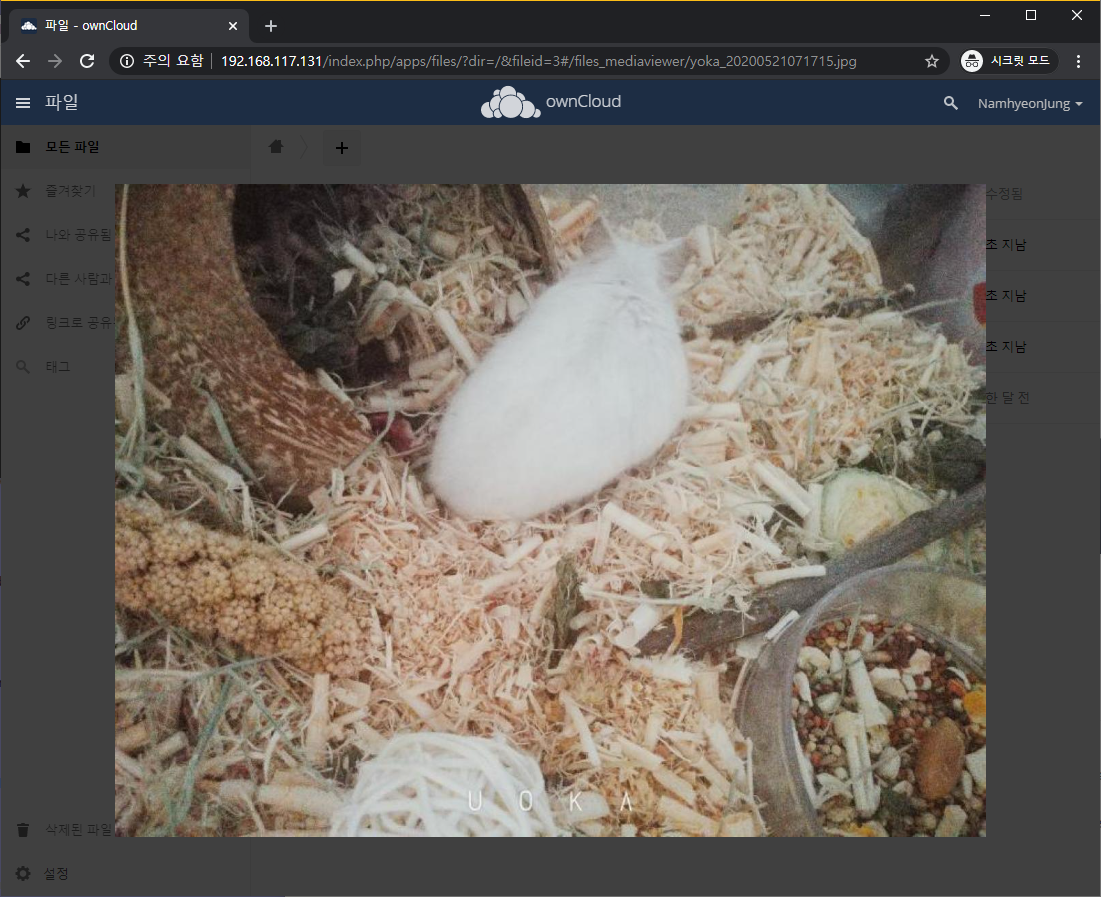 파일 - ownCloud
주의 요함 192.168.117.131/index.php/apps/files/?dir=/&fileid=3#/files_mediaviewer/yoka_20200521071715.jpg 시크릿 모드
파일 ownCloud NamhyeonJung
모든 파일
즐겨찾기 수정됨
나와 공유됨 초 지남
다른 사람과 초 지남
링크로 공유 초 지남
태그 한 달 전
U O K A
삭제된 파일
설정